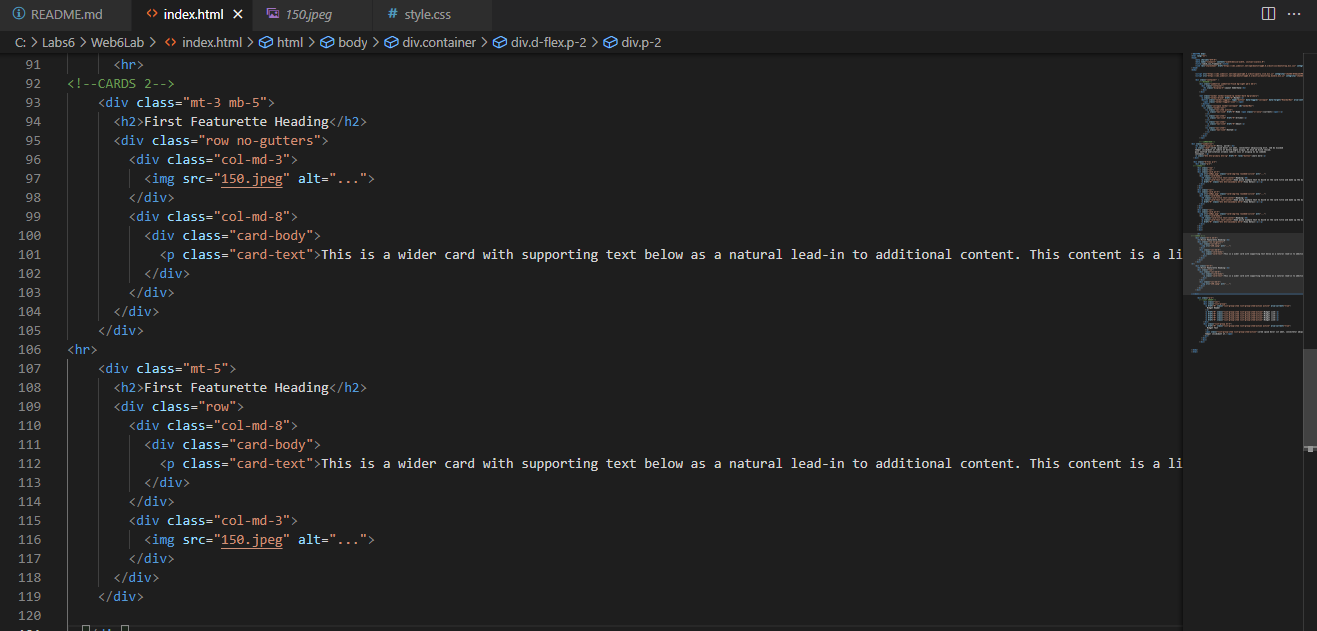 README.md index.html 150.jpeg style.css
C: > Labs6 > Web6Lab > index.html > html > body > div.container > div.d-flex.p-2 > div.p-2
91 <hr>
92 <!--CARDS 2-->
93 <div class="mt-3 mb-5">
94 <h2>First Featurette Heading</h2>
95 <div class="row no-gutters">
96 <div class="col-md-3">
97 <img src="150.jpeg" alt="...">
98 </div>
99 <div class="col-md-8">
100 <div class="card-body">
101 <p class="card-text">This is a wider card with supporting text below as a natural lead-in to additional content. This content is a li
102 </div>
103 </div>
104 </div>
105 </div>
106 <hr>
107 <div class="mt-5">
108 <h2>First Featurette Heading</h2>
109 <div class="row">
110 <div class="col-md-8">
111 <div class="card-body">
112 <p class="card-text">This is a wider card with supporting text below as a natural lead-in to additional content. This content is a li
113 </div>
114 </div>
115 <div class="col-md-3">
116 <img src="150.jpeg" alt="...">
117 </div>
118 </div>
119 </div>
120